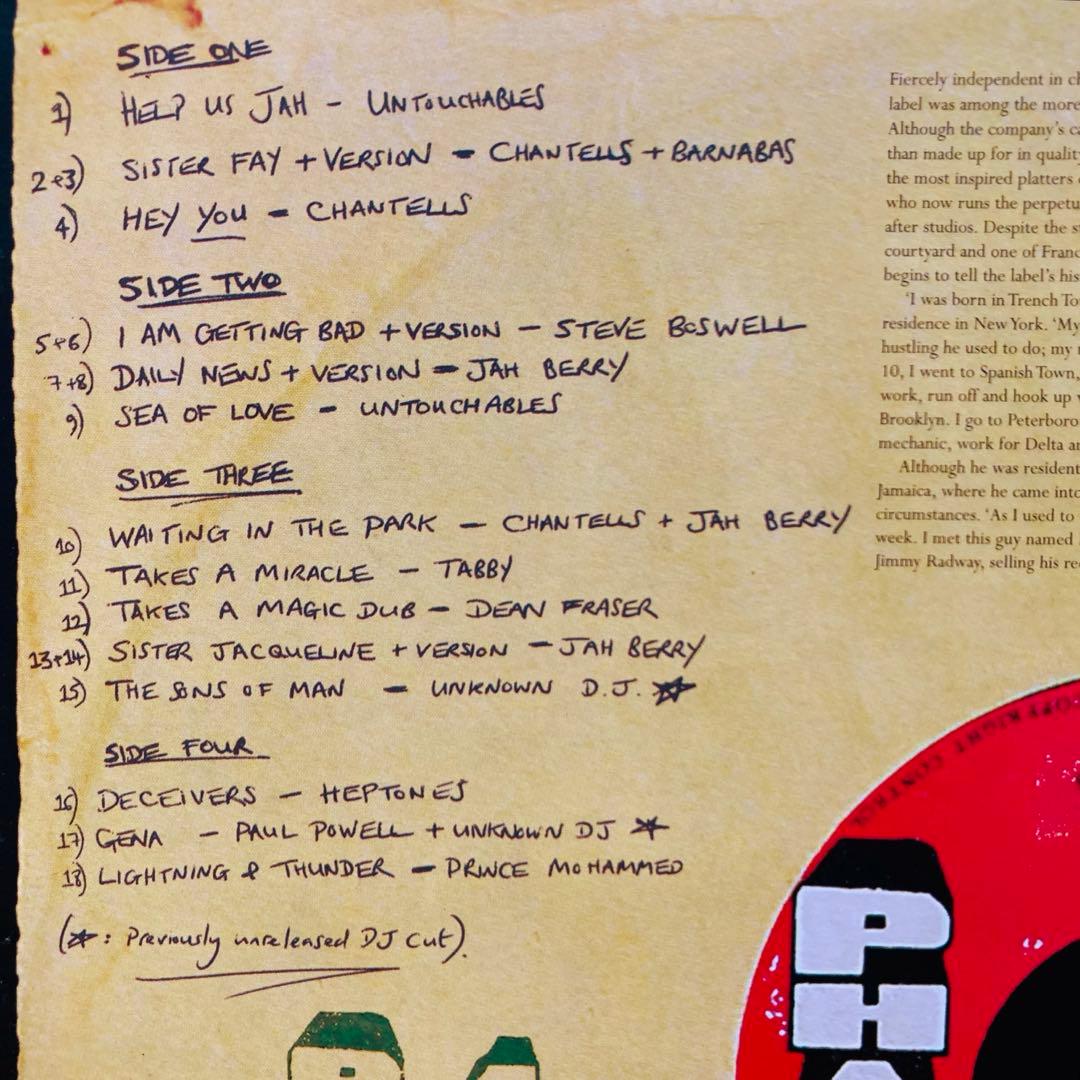 SIDE ONE
1) HELP US JAH - UNTOUCHABLES
2+3) SISTER FAY + VERSION - CHANTELLS + BARNABAS
4) HEY YOU - CHANTELLS
SIDE TWO
5+6) I AM GETTING BAD + VERSION - STEVE BOSWELL
7+8) DAILY NEWS + VERSION - JAH BERRY
9) SEA OF LOVE - UNTOUCHABLES
SIDE THREE
10) WAITING IN THE PARK - CHANTELLS + JAH BERRY
11) TAKES A MIRACLE - TABBY
12) TAKES A MAGIC DUB - DEAN FRASER
13+14) SISTER JACQUELINE + VERSION - JAH BERRY
15) THE SONS OF MAN - UNKNOWN D.J. ★
SIDE FOUR
16) DECEIVERS - HEPTONES
17) GENA - PAUL POWELL + UNKNOWN DJ ★
18) LIGHTNING & THUNDER - PRINCE MOHAMMED
(★: Previously unreleased DJ cut).
Fiercely independent in
label was among the more
Although the company's
than made up for in
the most inspired platters
who now runs the
after studios. Despite the
courtyard and one of
begins to tell the label's
'I was born in Trench
residence in New York. 'My
hustling he used to do; my
10, I went to Spanish Town,
work, run off and hook up
Brooklyn. I go to
mechanic, work for Delta
Although he was resident
Jamaica, where he came into
circumstances. 'As I used to
week. I met this guy named
Jimmy Radway, selling his
COPYRIGHT CONTROL
PHA